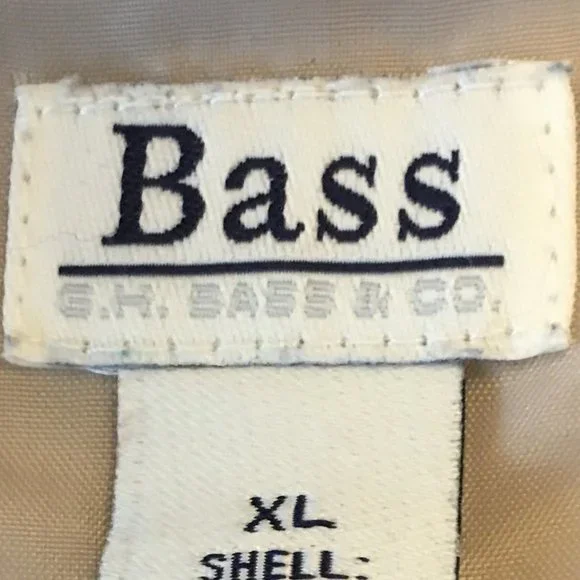 Bass
G.H. BASS & CO.
XL
SHELL: